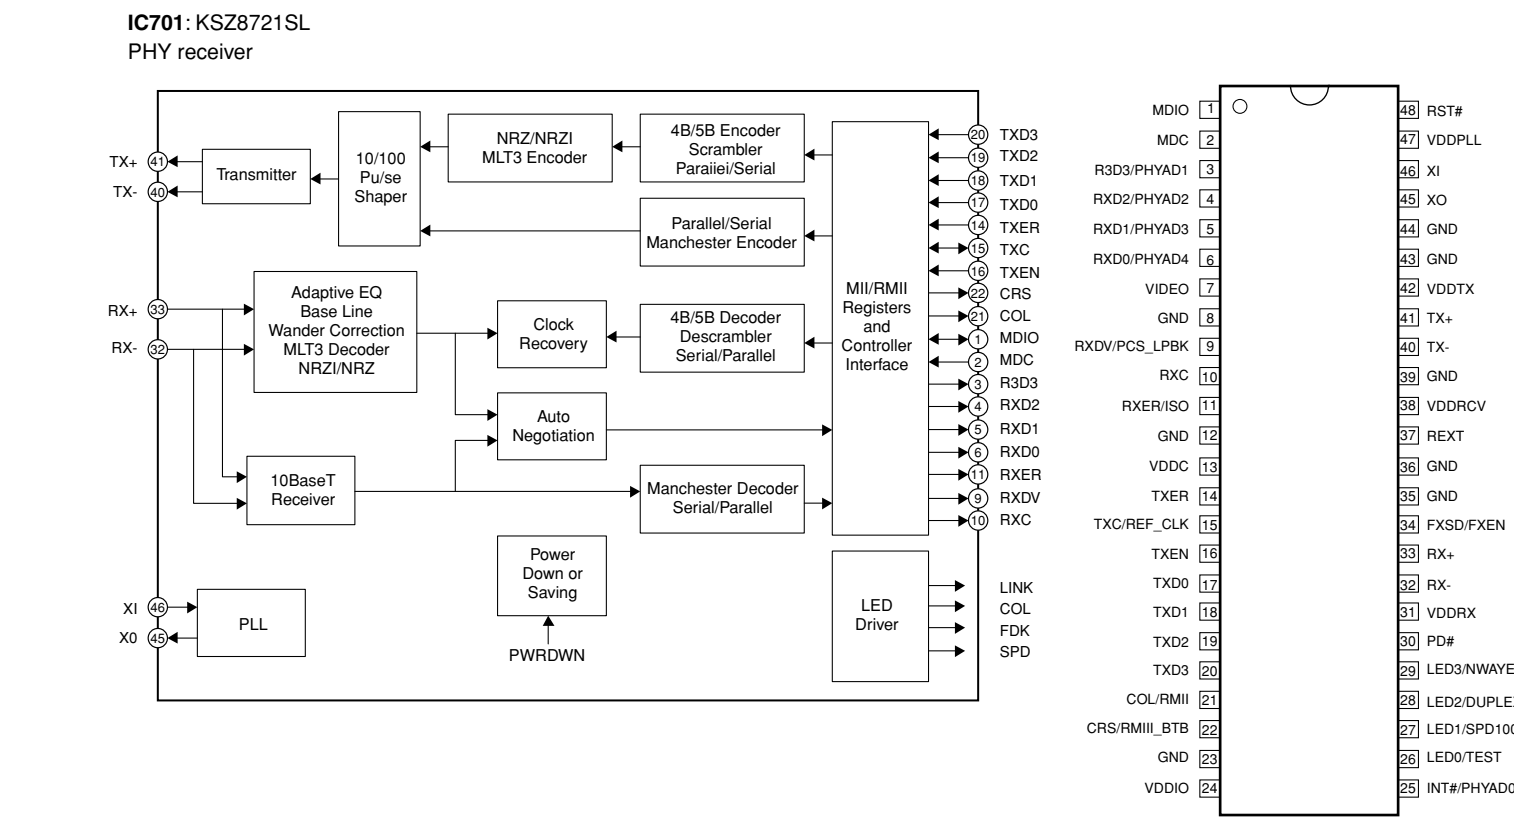 IC701: KSZ8721SL
PHY receiver
TX+ 41
TX- 40
Transmitter
10/100
Pu/se
Shaper
NRZ/NRZI
MLT3 Encoder
4B/5B Encoder
Scrambler
Paraiiei/Serial
Parallel/Serial
Manchester Encoder
RX+ 33
RX- 32
Adaptive EQ
Base Line
Wander Correction
MLT3 Decoder
NRZI/NRZ
Clock
Recovery
4B/5B Decoder
Descrambler
Serial/Parallel
Auto
Negotiation
10BaseT
Receiver
Manchester Decoder
Serial/Parallel
Power
Down or
Saving
PWRDWN
XI 46
X0 45
PLL
MII/RMII
Registers
and
Controller
Interface
20 TXD3
19 TXD2
18 TXD1
17 TXD0
14 TXER
15 TXC
16 TXEN
22 CRS
21 COL
1 MDIO
2 MDC
3 R3D3
4 RXD2
5 RXD1
6 RXD0
11 RXER
9 RXDV
10 RXC
LED
Driver
LINK
COL
FDK
SPD
MDIO 1
MDC 2
R3D3/PHYAD1 3
RXD2/PHYAD2 4
RXD1/PHYAD3 5
RXD0/PHYAD4 6
VIDEO 7
GND 8
RXDV/PCS_LPBK 9
RXC 10
RXER/ISO 11
GND 12
VDDC 13
TXER 14
TXC/REF_CLK 15
TXEN 16
TXD0 17
TXD1 18
TXD2 19
TXD3 20
COL/RMII 21
CRS/RMIII_BTB 22
GND 23
VDDIO 24
48 RST#
47 VDDPLL
46 XI
45 XO
44 GND
43 GND
42 VDDTX
41 TX+
40 TX-
39 GND
38 VDDRCV
37 REXT
36 GND
35 GND
34 FXSD/FXEN
33 RX+
32 RX-
31 VDDRX
30 PD#
29 LED3/NWAYE
28 LED2/DUPLE
27 LED1/SPD100
26 LED0/TEST
25 INT#/PHYAD0